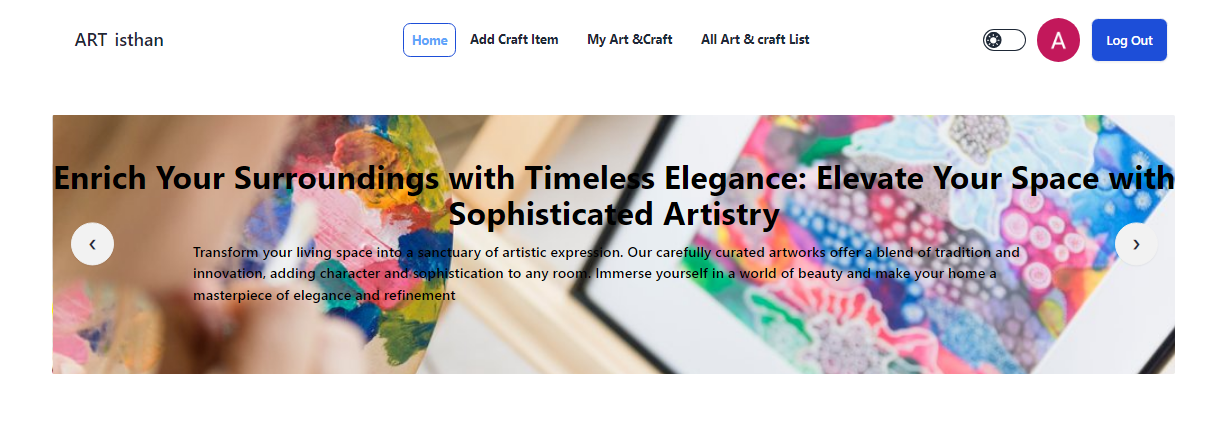 ART isthan
Home
Add Craft Item
My Art &Craft
All Art & craft List
A
Log Out
Enrich Your Surroundings with Timeless Elegance: Elevate Your Space with
Sophisticated Artistry
Transform your living space into a sanctuary of artistic expression. Our carefully curated artworks offer a blend of tradition and
innovation, adding character and sophistication to any room. Immerse yourself in a world of beauty and make your home a
masterpiece of elegance and refinement